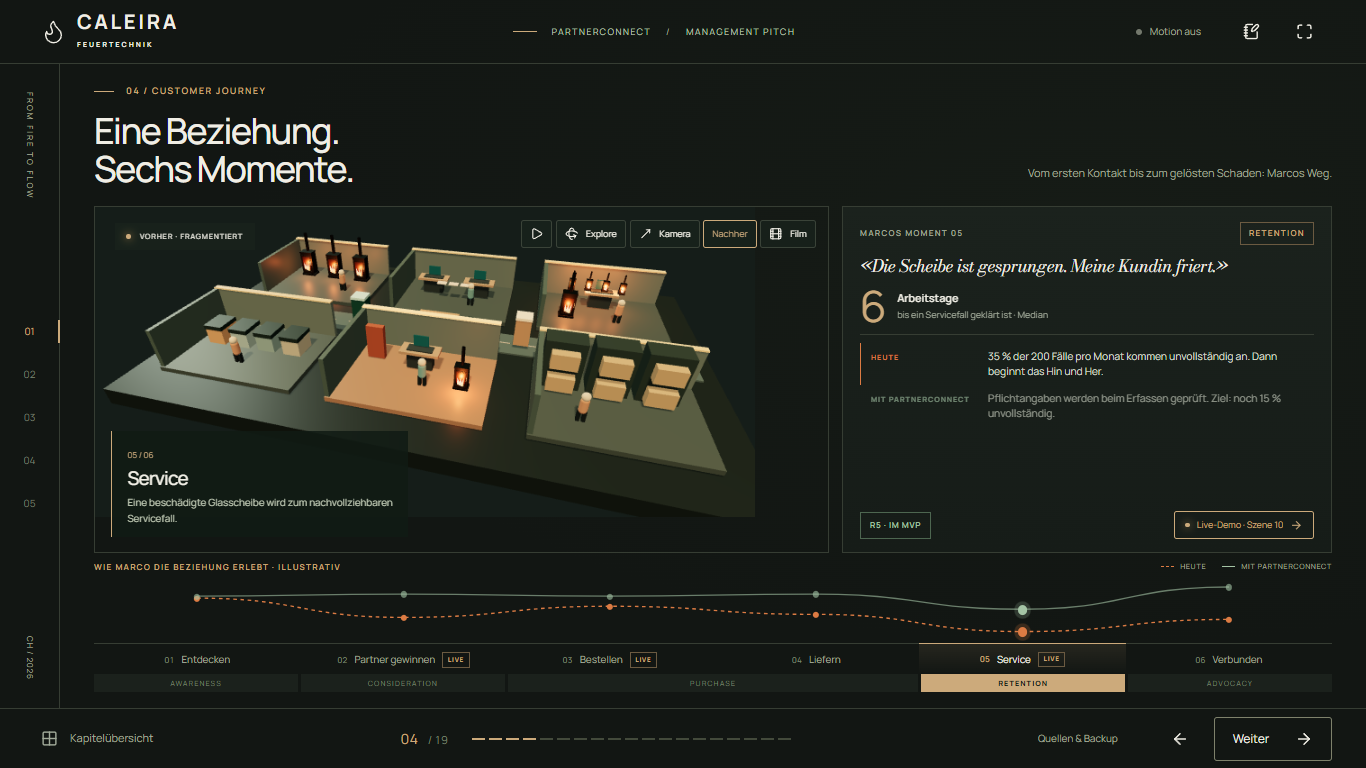 CALEIRA
FEUERTECHNIK
PARTNERCONNECT / MANAGEMENT PITCH
Motion aus
FROM FIRE TO FLOW
01
02
03
04
05
CH / 2026
04 / CUSTOMER JOURNEY
Eine Beziehung.
Sechs Momente.
Vom ersten Kontakt bis zum gelösten Schaden: Marcos Weg.
VORHER · FRAGMENTIERT
Explore
Kamera
Nachher
Film
05 / 06
Service
Eine beschädigte Glasscheibe wird zum nachvollziehbaren
Servicefall.
MARCOS MOMENT 05
RETENTION
«Die Scheibe ist gesprungen. Meine Kundin friert.»
6
Arbeitstage
bis ein Servicefall geklärt ist · Median
HEUTE
35 % der 200 Fälle pro Monat kommen unvollständig an. Dann
beginnt das Hin und Her.
MIT PARTNERCONNECT
Pflichtangaben werden beim Erfassen geprüft. Ziel: noch 15 %
unvollständig.
R5 · IM MVP
Live-Demo · Szene 10
WIE MARCO DIE BEZIEHUNG ERLEBT · ILLUSTRATIV
HEUTE
MIT PARTNERCONNECT
01 Entdecken
02 Partner gewinnen LIVE
03 Bestellen LIVE
04 Liefern
05 Service LIVE
06 Verbunden
AWARENESS
CONSIDERATION
PURCHASE
RETENTION
ADVOCACY
Kapitelübersicht
04 / 19
Quellen & Backup
Weiter